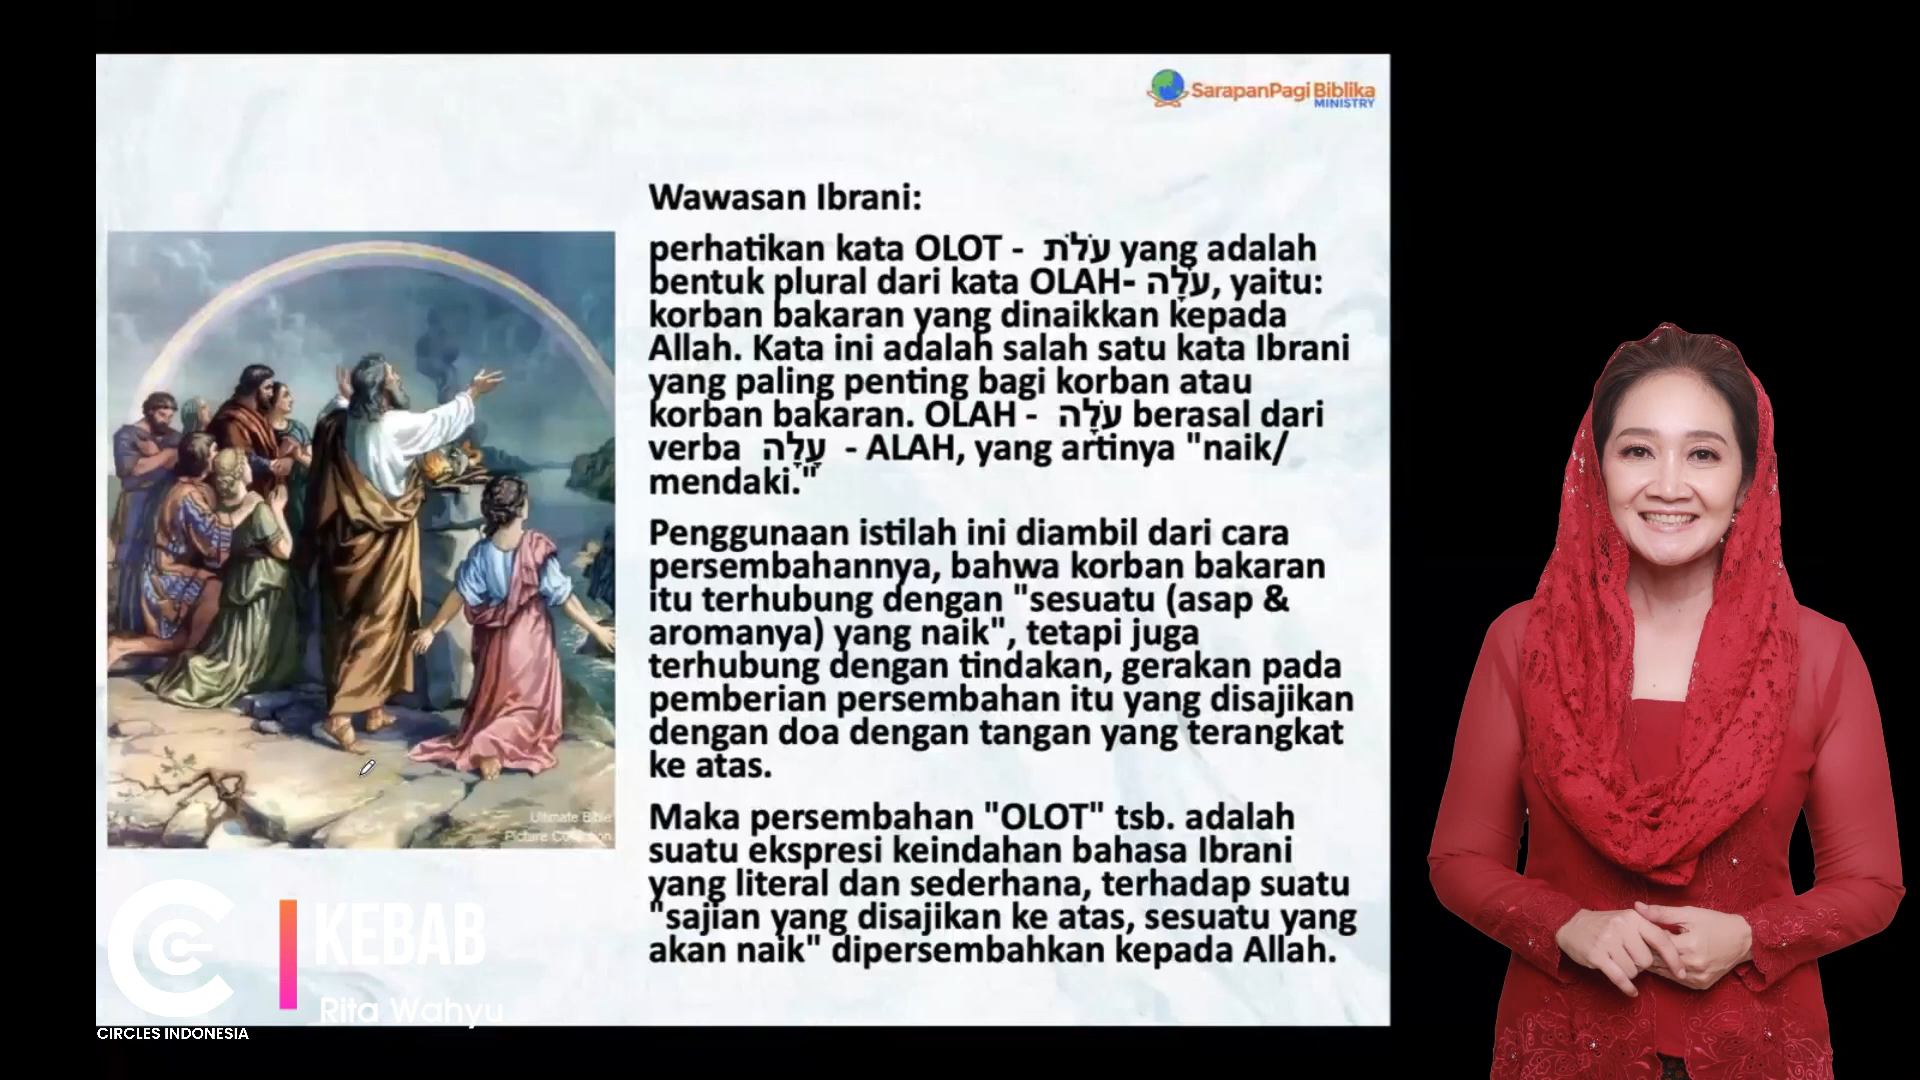 SarapanPagi Biblika
MINISTRY
Wawasan Ibrani:
perhatikan kata OLOT - עֹלֹת yang adalah
bentuk plural dari kata OLAH- עֹלָה, yaitu:
korban bakaran yang dinaikkan kepada
Allah. Kata ini adalah salah satu kata Ibrani
yang paling penting bagi korban atau
korban bakaran. OLAH - עֹלָה berasal dari
verba עָלָה - ALAH, yang artinya "naik/
mendaki."
Penggunaan istilah ini diambil dari cara
persembahannya, bahwa korban bakaran
itu terhubung dengan "sesuatu (asap &
aromanya) yang naik", tetapi juga
terhubung dengan tindakan, gerakan pada
pemberian persembahan itu yang disajikan
dengan doa dengan tangan yang terangkat
ke atas.
Maka persembahan "OLOT" tsb. adalah
suatu ekspresi keindahan bahasa Ibrani
yang literal dan sederhana, terhadap suatu
"sajian yang disajikan ke atas, sesuatu yang
akan naik" dipersembahkan kepada Allah.
Ultimate Bible
Picture Collection
KEBAB
Rita Wahyu
CIRCLES INDONESIA